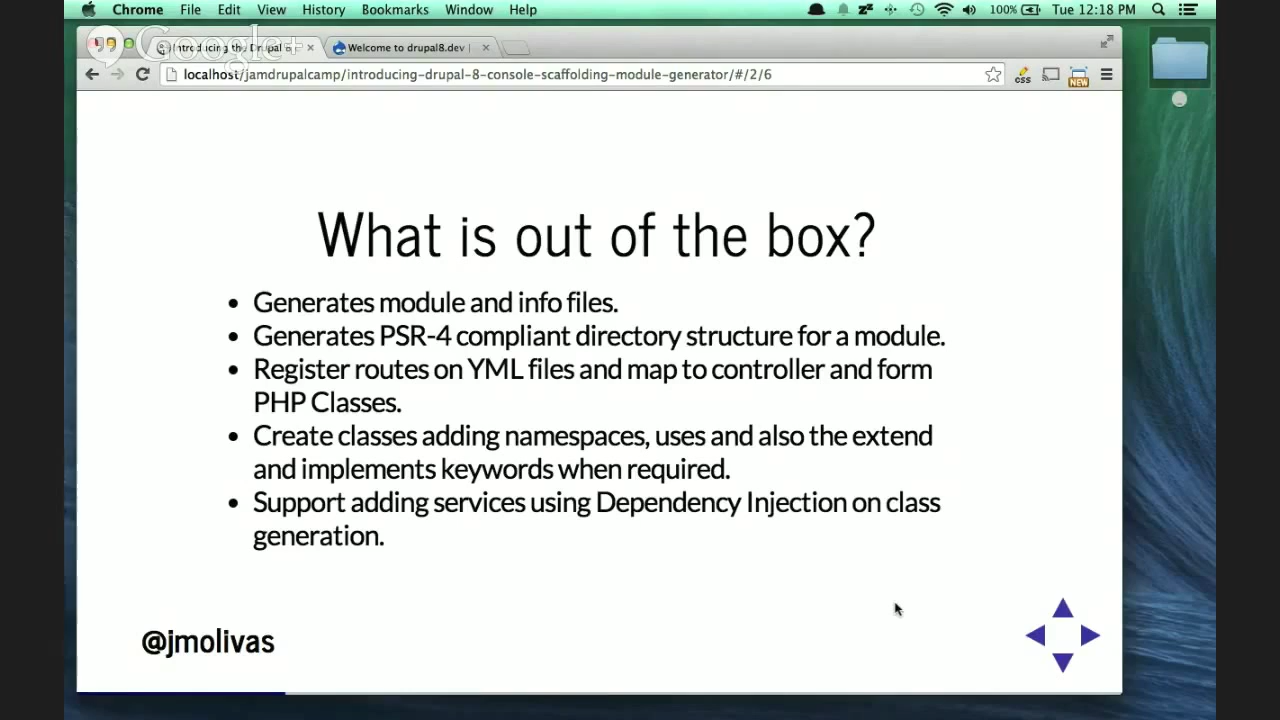 Chrome File Edit View History Bookmarks Window Help 100% Tue 12:18 PM
Google+
Introducing the Drupal
Welcome to drupal8.dev
localhost/jamdrupalcamp/introducing-drupal-8-console-scaffolding-module-generator/#/2/6
css
NEW
What is out of the box?
• Generates module and info files.
• Generates PSR-4 compliant directory structure for a module.
• Register routes on YML files and map to controller and form
PHP Classes.
• Create classes adding namespaces, uses and also the extend
and implements keywords when required.
• Support adding services using Dependency Injection on class
generation.
@jmolivas